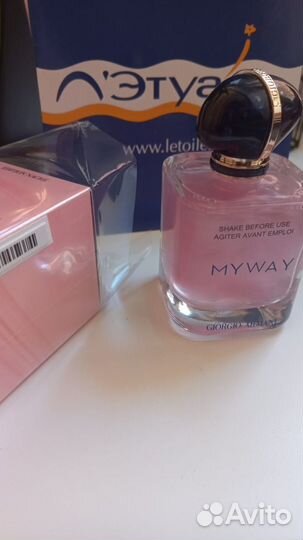 Л'Этуа
www.letoile
SHAKE BEFORE USE
AGITER AVANT EMPLOI
MY WAY
GIORGIO ARMANI
Avito